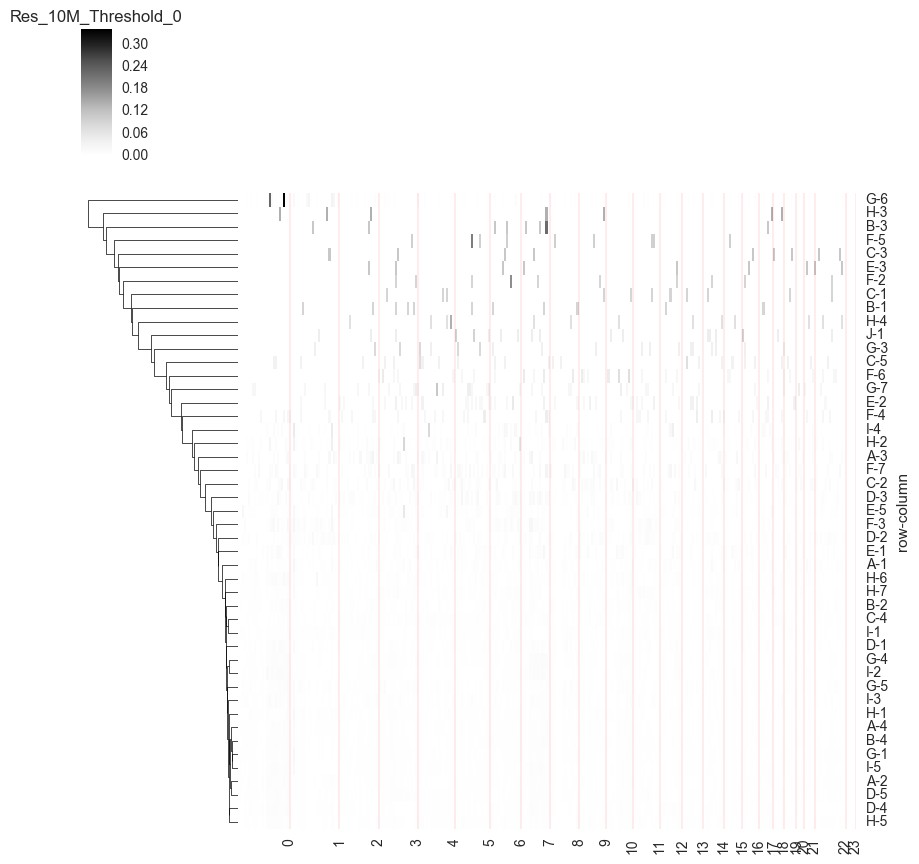 Res_10M_Threshold_0
0.30
0.24
0.18
0.12
0.06
0.00
G-6
H-3
B-3
F-5
C-3
E-3
F-2
C-1
B-1
H-4
J-1
G-3
C-5
F-6
G-7
E-2
F-4
I-4
H-2
A-3
F-7
C-2
D-3
E-5
F-3
D-2
E-1
A-1
H-6
H-7
B-2
C-4
I-1
D-1
G-4
I-2
G-5
I-3
H-1
A-4
B-4
G-1
I-5
A-2
D-5
D-4
H-5
row-column
0 1 2 3 4 5 6 7 8 9 10 11 12 13 14 15 16 17 18 19 20 21 22 23